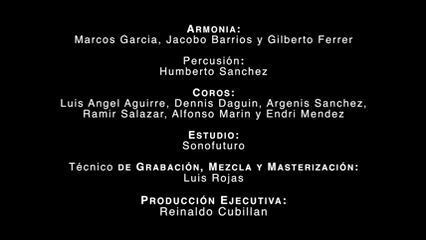 ARMONIA:
Marcos Garcia, Jacobo Barrios y Gilberto Ferrer
Percusión:
Humberto Sanchez
COROS:
Luis Angel Aguirre, Dennis Daguin, Argenis Sanchez,
Ramir Salazar, Alfonso Marin y Endri Mendez
ESTUDIO:
Sonofuturo
Técnico DE GRABACIÓN, MEZCLA Y MASTERIZACIÓN:
Luis Rojas
PRODUCCIÓN EJECUTIVA:
Reinaldo Cubillan